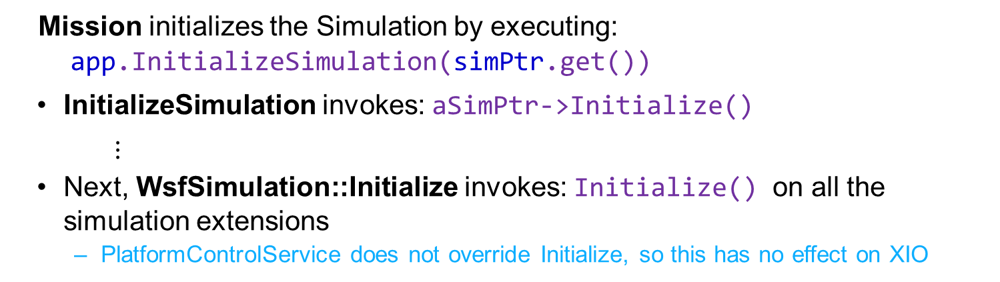 Mission initializes the Simulation by executing:
app.InitializeSimulation(simPtr.get())
• InitializeSimulation invokes: aSimPtr->Initialize()
⋮
• Next, WsfSimulation::Initialize invokes: Initialize() on all the
simulation extensions
– PlatformControlService does not override Initialize, so this has no effect on XIO